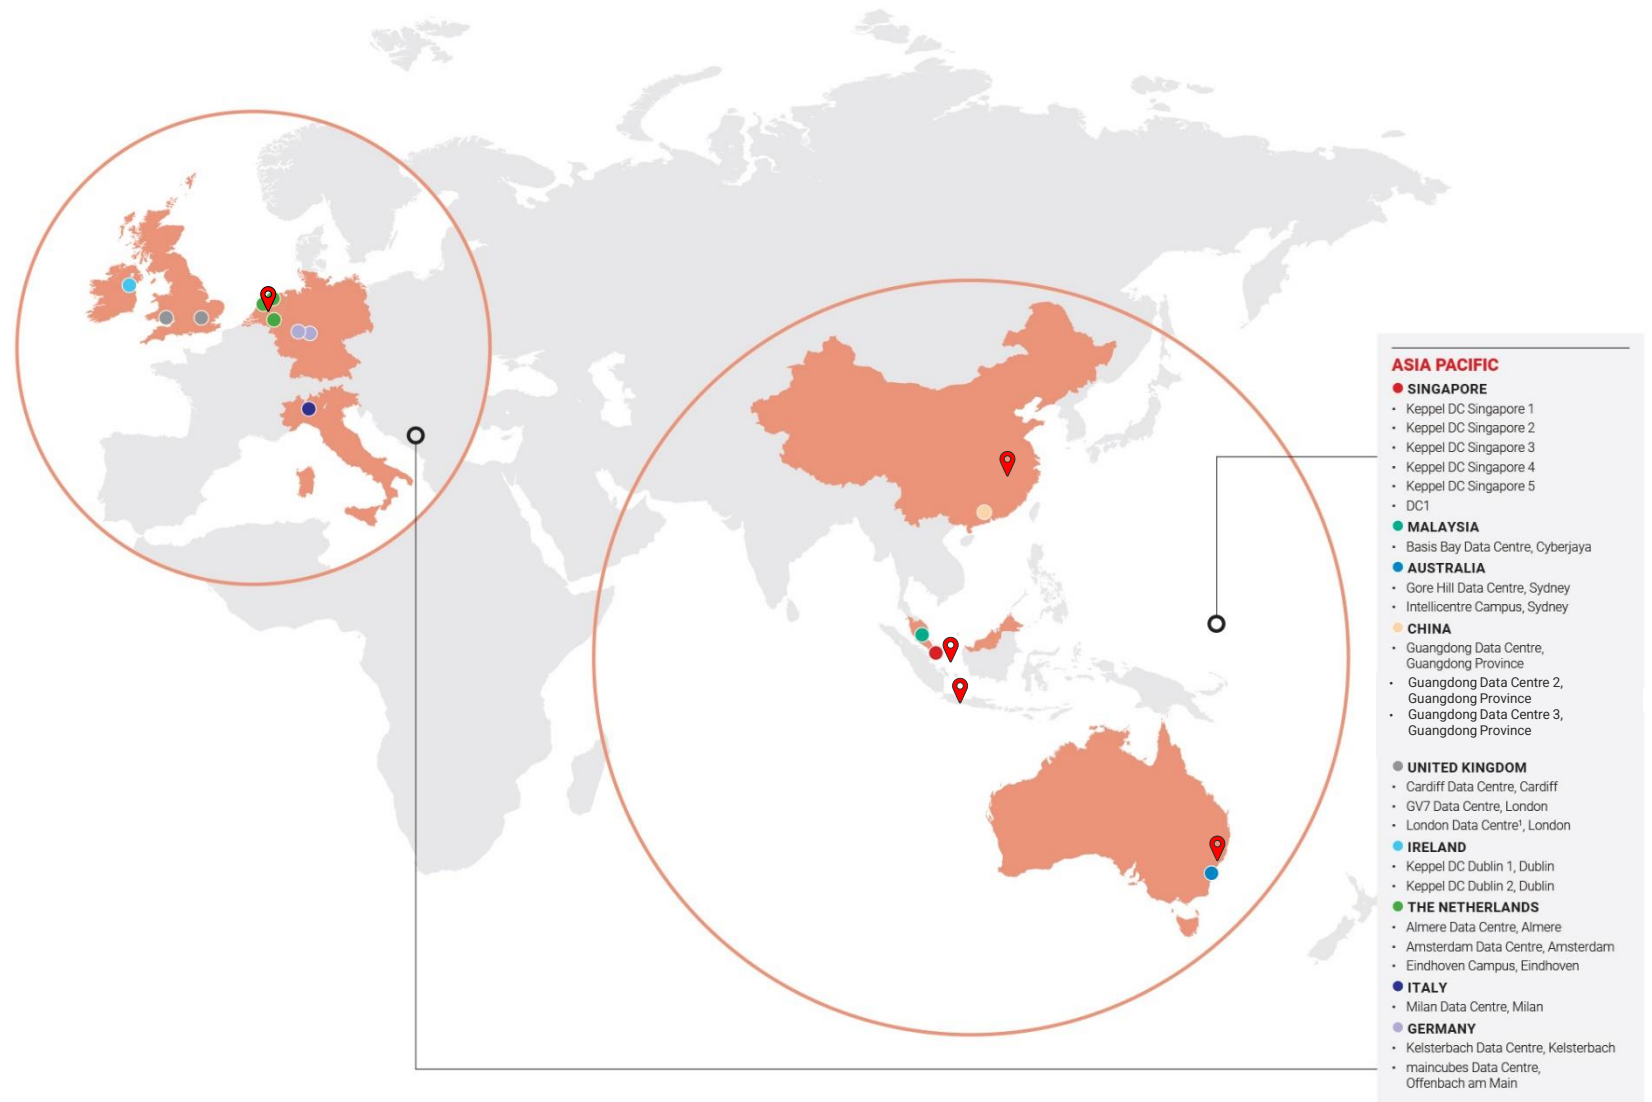 ASIA PACIFIC
SINGAPORE
• Keppel DC Singapore 1
• Keppel DC Singapore 2
• Keppel DC Singapore 3
• Keppel DC Singapore 4
• Keppel DC Singapore 5
• DC1
MALAYSIA
• Basis Bay Data Centre, Cyberjaya
AUSTRALIA
• Gore Hill Data Centre, Sydney
• Intellicentre Campus, Sydney
CHINA
• Guangdong Data Centre,
Guangdong Province
• Guangdong Data Centre 2,
Guangdong Province
• Guangdong Data Centre 3,
Guangdong Province
UNITED KINGDOM
• Cardiff Data Centre, Cardiff
• GV7 Data Centre, London
• London Data Centre¹, London
IRELAND
• Keppel DC Dublin 1, Dublin
• Keppel DC Dublin 2, Dublin
THE NETHERLANDS
• Almere Data Centre, Almere
• Amsterdam Data Centre, Amsterdam
• Eindhoven Campus, Eindhoven
ITALY
• Milan Data Centre, Milan
GERMANY
• Kelsterbach Data Centre, Kelsterbach
• maincubes Data Centre,
Offenbach am Main